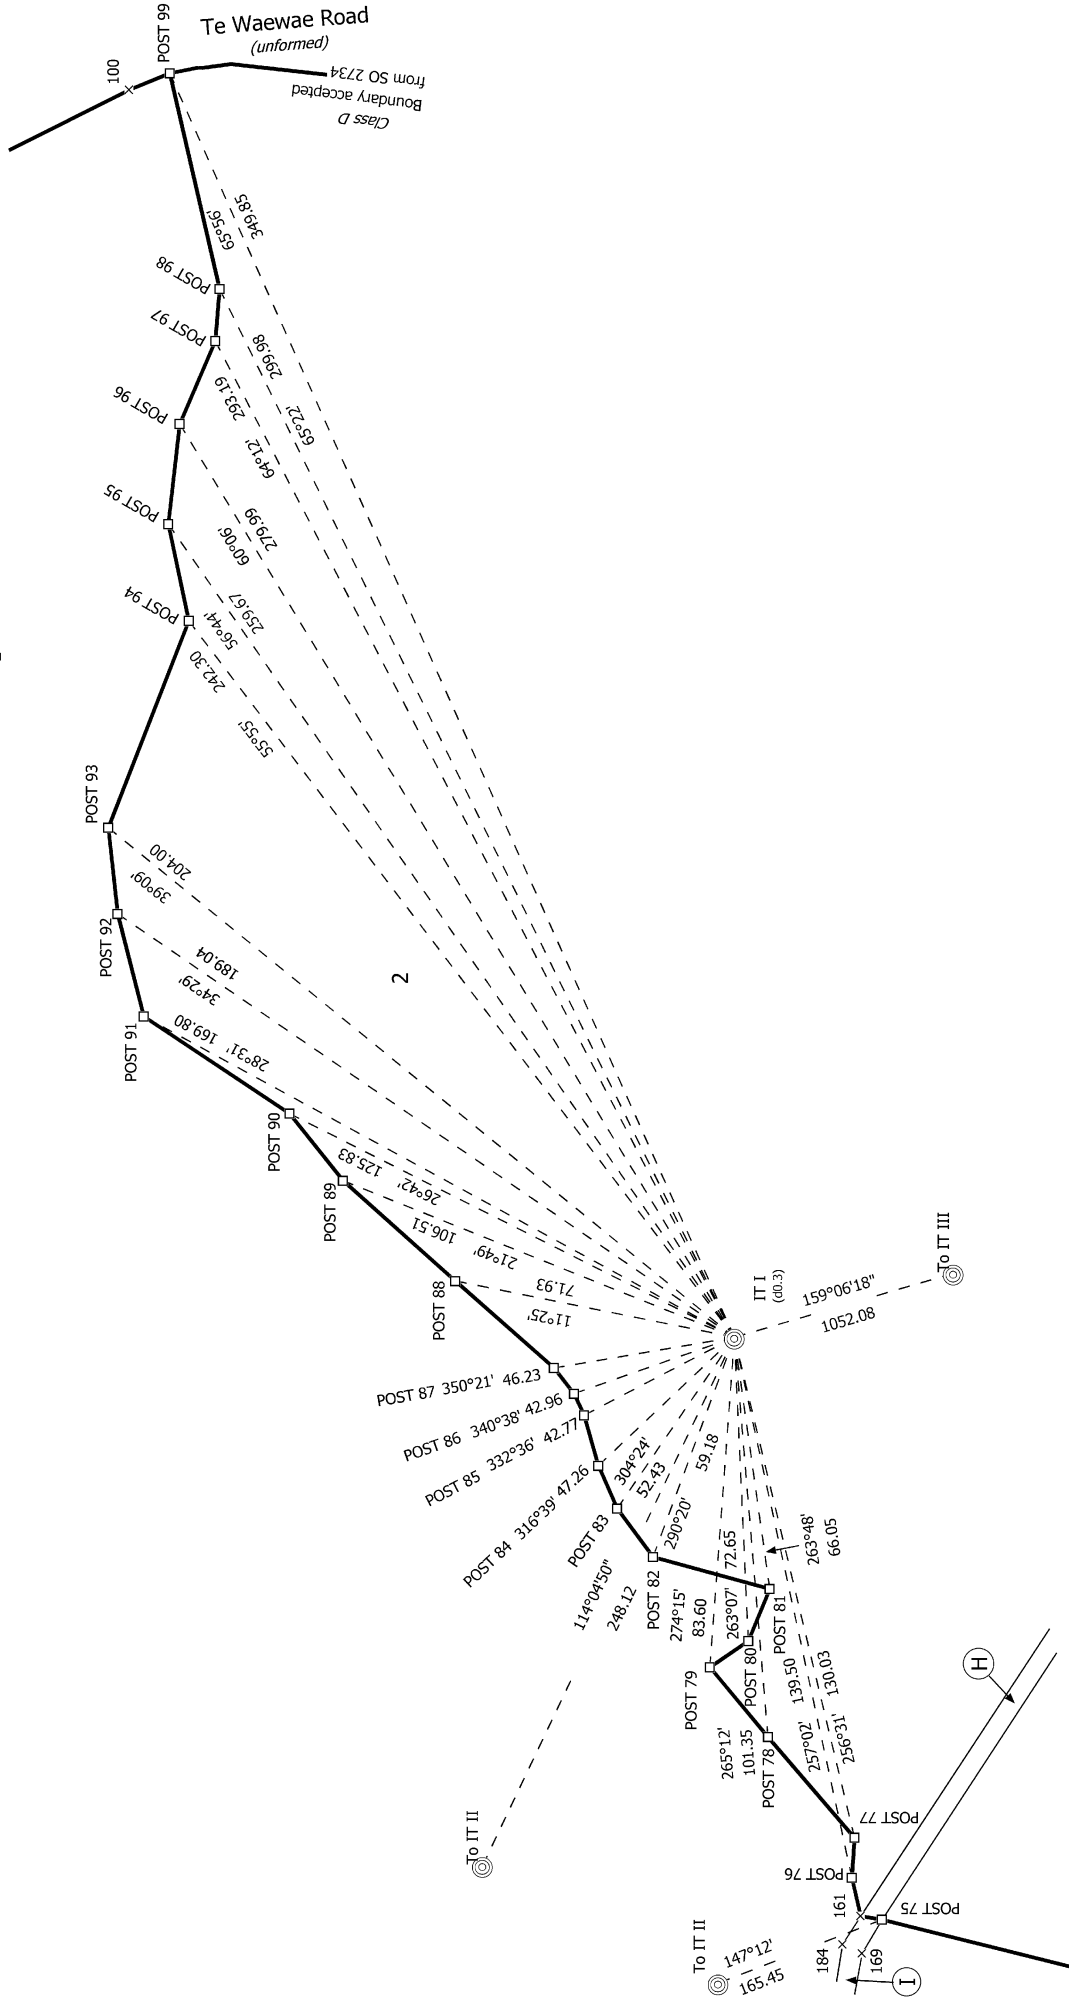 POST 99
Te Waewae Road
(unformed)
100
from SO 2734
Boundary accepted
Class D
65°56'
349.85
POST 98
POST 97
299.98
65°22'
293.19
64°12'
POST 96
279.99
60°06'
POST 95
259.67
56°44'
POST 94
242.30
55°55'
POST 93
204.00
39°09'
POST 92
189.04
34°29'
2
POST 91
169.80
28°31'
POST 90
125.83
26°42'
POST 89
106.51
21°49'
POST 88
71.93
11°25'
To IT III
IT I
(d0.3)
159°06'18"
1052.08
POST 87 350°21' 46.23
POST 86 340°38' 42.96
POST 85 332°36' 42.77
POST 84 316°39' 47.26
POST 83
304°24'
52.43
59.18
290°20'
POST 82
114°04'50"
248.12
72.65
263°07'
263°48'
66.05
274°15'
83.60
POST 81
POST 80
POST 79
265°12'
101.35
POST 78
139.50
257°02'
130.03
256°31'
H
To IT II
POST 77
POST 76
161
POST 75
To IT II
147°12'
165.45
184
169
I